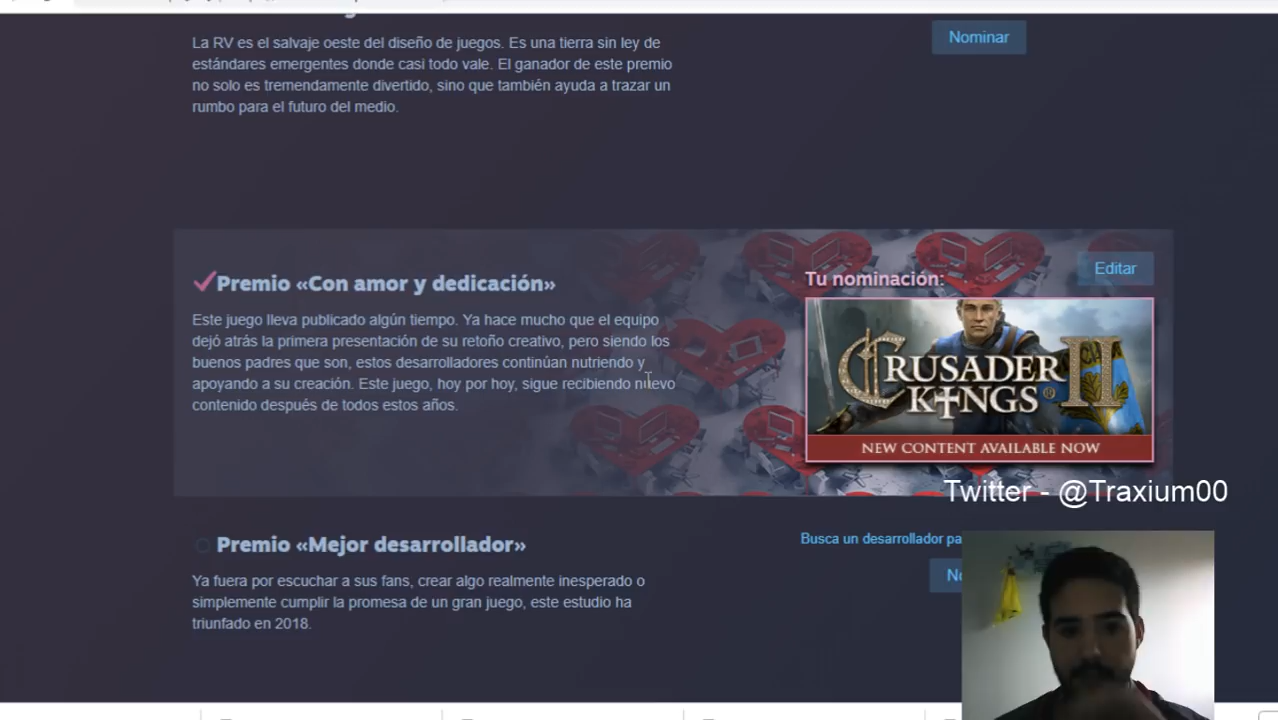 La RV es el salvaje oeste del diseño de juegos. Es una tierra sin ley de
estándares emergentes donde casi todo vale. El ganador de este premio
no solo es tremendamente divertido, sino que también ayuda a trazar un
rumbo para el futuro del medio.
Nominar
Premio «Con amor y dedicación»
Este juego lleva publicado algún tiempo. Ya hace mucho que el equipo
dejó atrás la primera presentación de su retoño creativo, pero siendo los
buenos padres que son, estos desarrolladores continúan nutriendo y
apoyando a su creación. Este juego, hoy por hoy, sigue recibiendo nuevo
contenido después de todos estos años.
Tu nominación:
Editar
CRUSADER
KINGS II
NEW CONTENT AVAILABLE NOW
Twitter - @Traxium00
Premio «Mejor desarrollador»
Ya fuera por escuchar a sus fans, crear algo realmente inesperado o
simplemente cumplir la promesa de un gran juego, este estudio ha
triunfado en 2018.
Busca un desarrollador